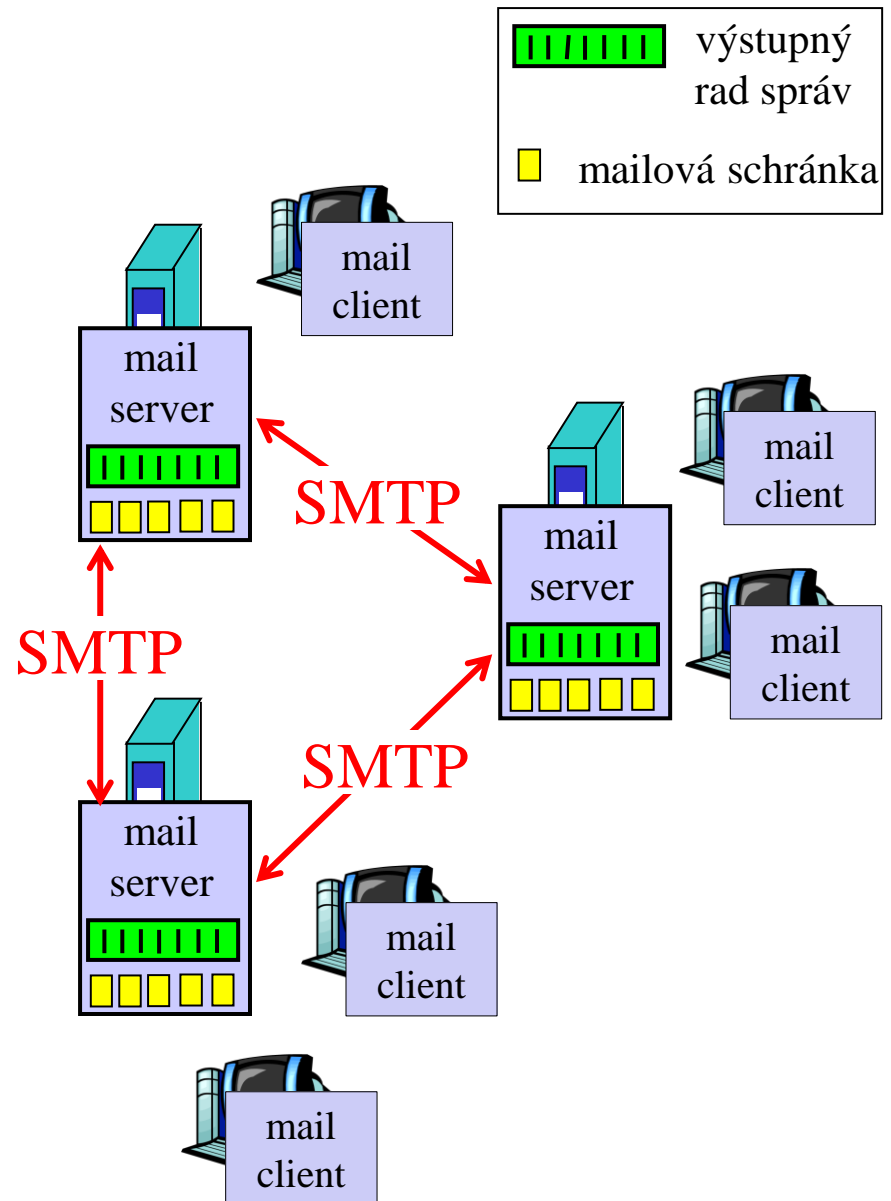 výstupný
rad správ
mailová schránka
mail
client
mail
server
mail
client
SMTP
mail
server
mail
client
SMTP
SMTP
mail
server
mail
client
mail
client